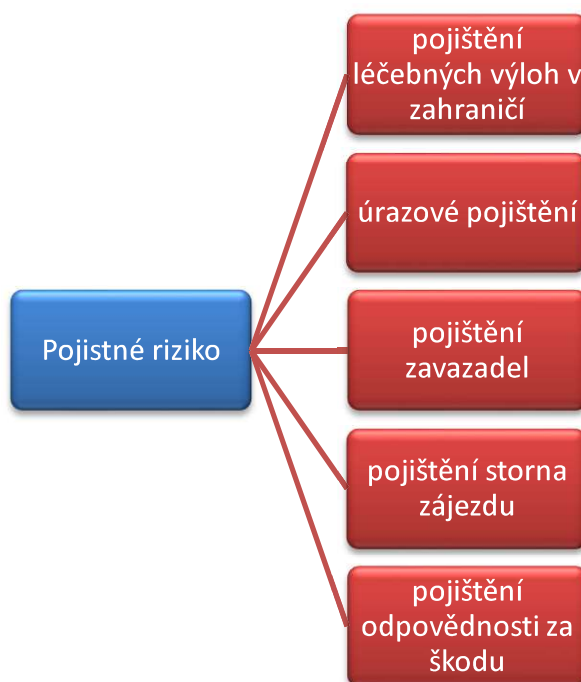 pojištění
léčebných výloh v
zahraničí
úrazové pojištění
Pojistné riziko
pojištění
zavazadel
pojištění storna
zájezdu
pojištění
odpovědnosti za
škodu